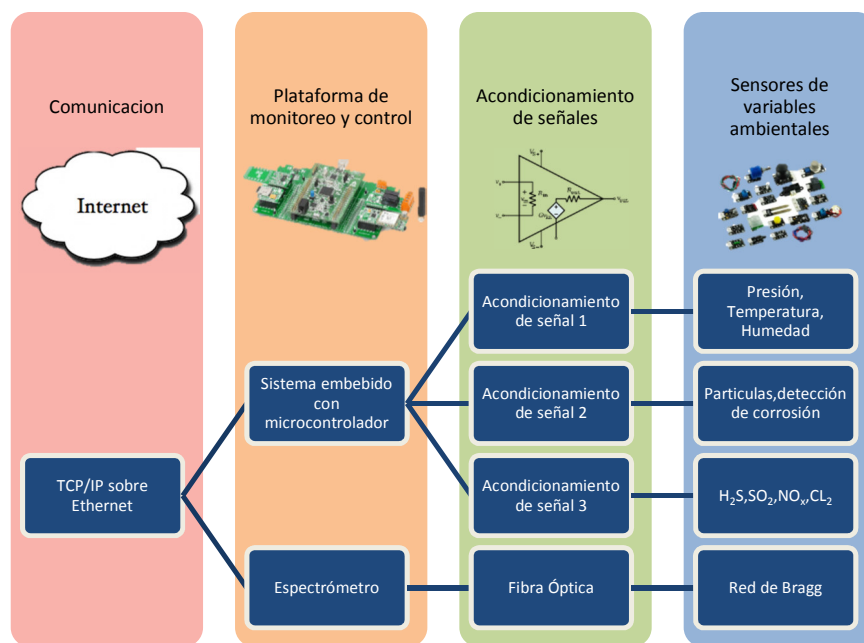 Comunicacion
Internet
TCP/IP sobre
Ethernet
Plataforma de
monitoreo y control
Sistema embebido
con
microcontrolador
Espectrómetro
Acondicionamiento
de señales
Acondicionamiento
de señal 1
Acondicionamiento
de señal 2
Acondicionamiento
de señal 3
Fibra Óptica
Sensores de
variables
ambientales
Presión,
Temperatura,
Humedad
Particulas,detección
de corrosión
H₂S,SO₂,NOₓ,CL₂
Red de Bragg